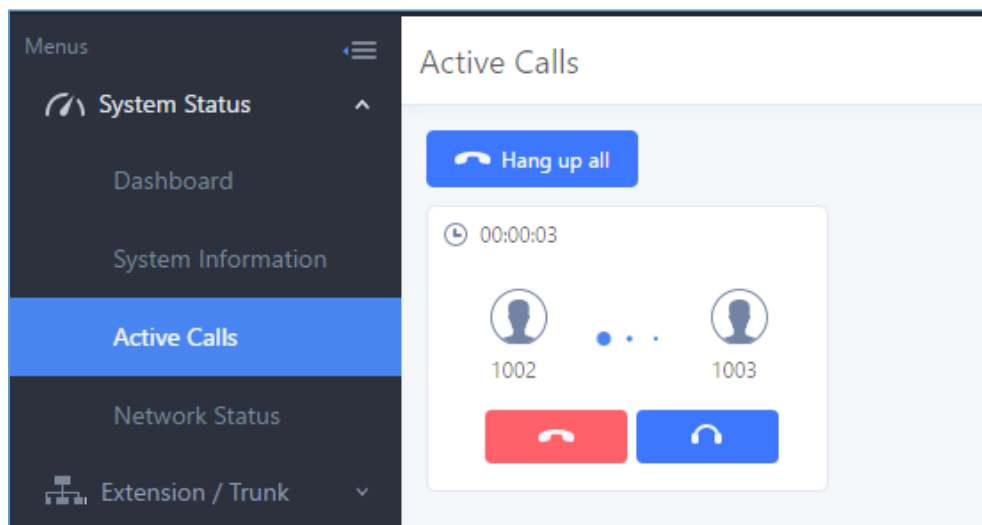 Menus
System Status
Dashboard
System Information
Active Calls
Network Status
Extension / Trunk
Active Calls
Hang up all
00:00:03
1002 1003